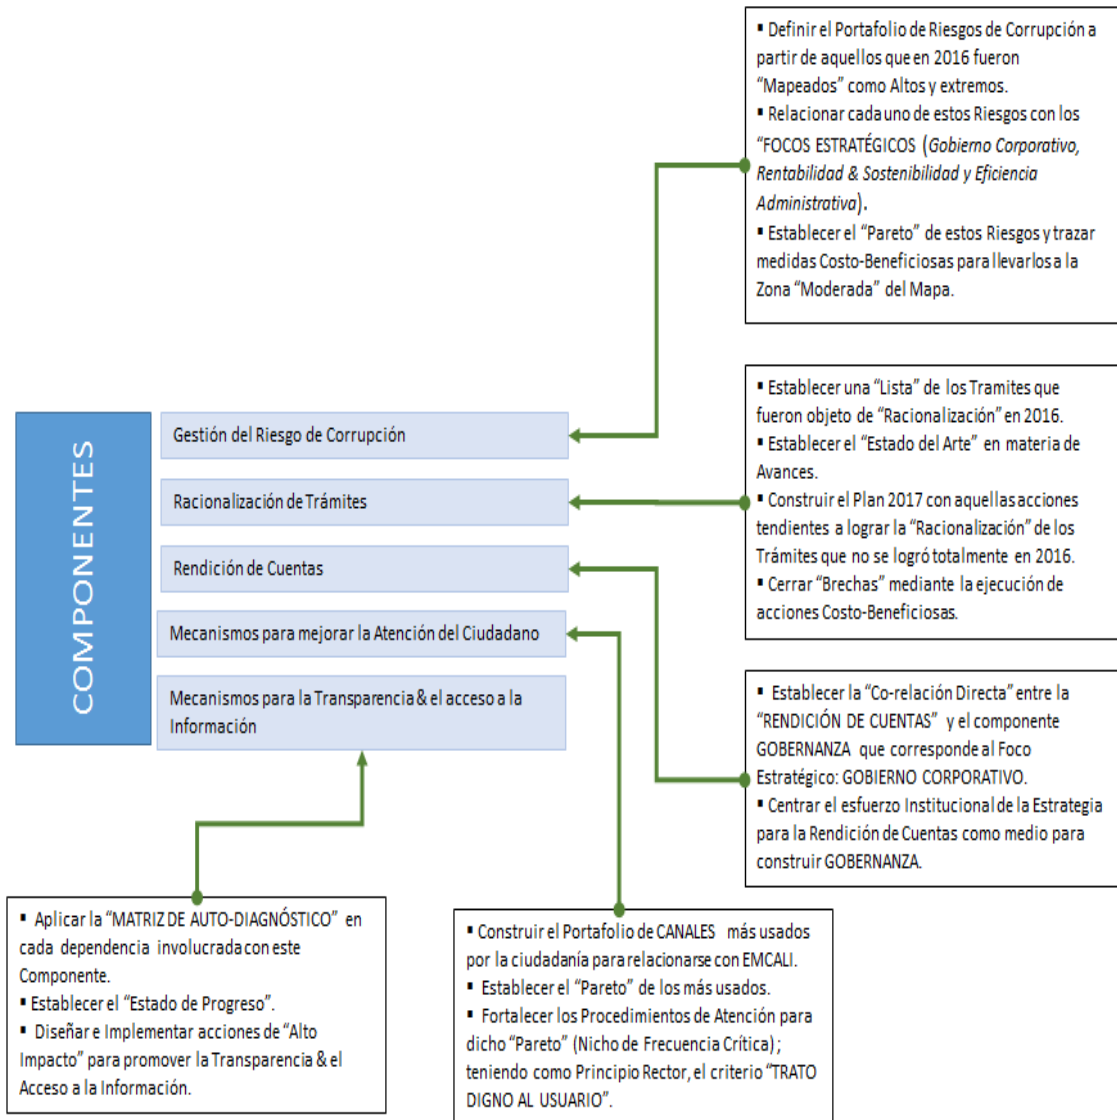 ▪ Definir el Portafolio de Riesgos de Corrupción a
partir de aquellos que en 2016 fueron
“Mapeados” como Altos y extremos.
▪ Relacionar cada uno de estos Riesgos con los
“FOCOS ESTRATÉGICOS (Gobierno Corporativo,
Rentabilidad & Sostenibilidad y Eficiencia
Administrativa).
▪ Establecer el “Pareto” de estos Riesgos y trazar
medidas Costo-Beneficiosas para llevarlos a la
Zona “Moderada” del Mapa.
▪ Establecer una “Lista” de los Tramites que
fueron objeto de “Racionalización” en 2016.
▪ Establecer el “Estado del Arte” en materia de
Avances.
▪ Construir el Plan 2017 con aquellas acciones
tendientes a lograr la “Racionalización” de los
Trámites que no se logró totalmente en 2016.
▪ Cerrar “Brechas” mediante la ejecución de
acciones Costo-Beneficiosas.
COMPONENTES
Gestión del Riesgo de Corrupción
Racionalización de Trámites
Rendición de Cuentas
Mecanismos para mejorar la Atención del Ciudadano
Mecanismos para la Transparencia & el acceso a la
Información
▪ Establecer la “Co-relación Directa” entre la
“RENDICIÓN DE CUENTAS” y el componente
GOBERNANZA que corresponde al Foco
Estratégico: GOBIERNO CORPORATIVO.
▪ Centrar el esfuerzo Institucional de la Estrategia
para la Rendición de Cuentas como medio para
construir GOBERNANZA.
▪ Aplicar la “MATRIZ DE AUTO-DIAGNÓSTICO” en
cada dependencia involucrada con este
Componente.
▪ Establecer el “Estado de Progreso”.
▪ Diseñar e Implementar acciones de “Alto
Impacto” para promover la Transparencia & el
Acceso a la Información.
▪ Construir el Portafolio de CANALES más usados
por la ciudadanía para relacionarse con EMCALI.
▪ Establecer el “Pareto” de los más usados.
▪ Fortalecer los Procedimientos de Atención para
dicho “Pareto” (Nicho de Frecuencia Crítica) ;
teniendo como Principio Rector, el criterio “TRATO
DIGNO AL USUARIO”.